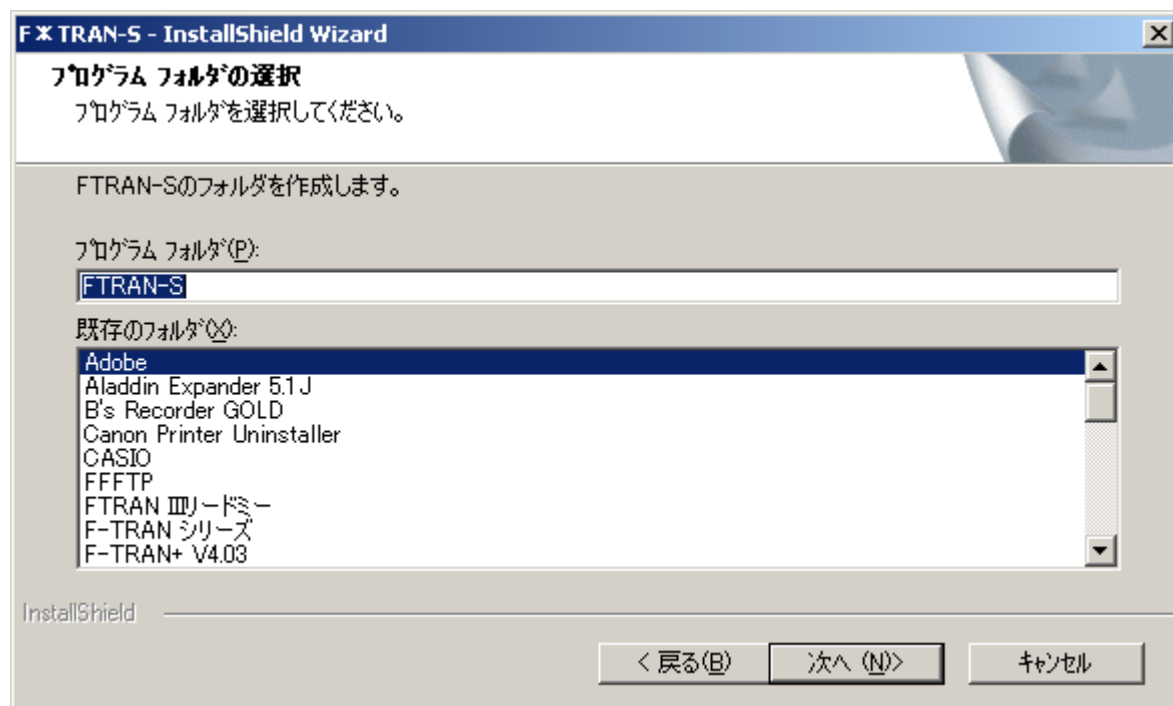 F*TRAN-S - InstallShield Wizard
プログラム フォルダの選択
プログラム フォルダを選択してください。
FTRAN-Sのフォルダを作成します。
プログラム フォルダ(P):
FTRAN-S
既存のフォルダ(X):
Adobe
Aladdin Expander 5.1J
B's Recorder GOLD
Canon Printer Uninstaller
CASIO
FFFTP
FTRAN IIIリードミー
F-TRAN シリーズ
F-TRAN+ V4.03
InstallShield
< 戻る(B)
次へ (N)>
キャンセル